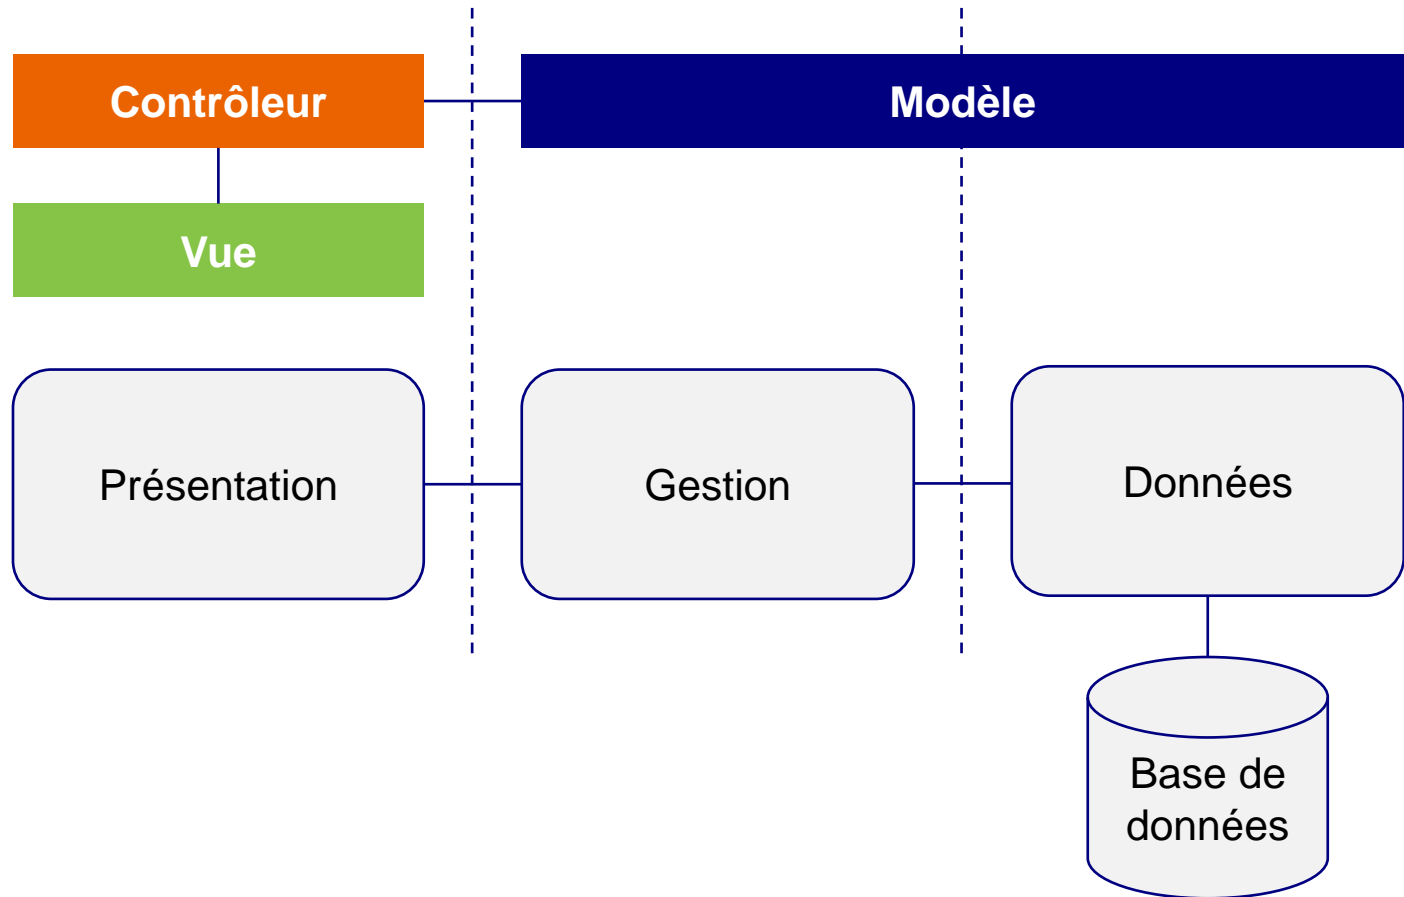 Contrôleur
Modèle
Vue
Présentation
Gestion
Données
Base de
données